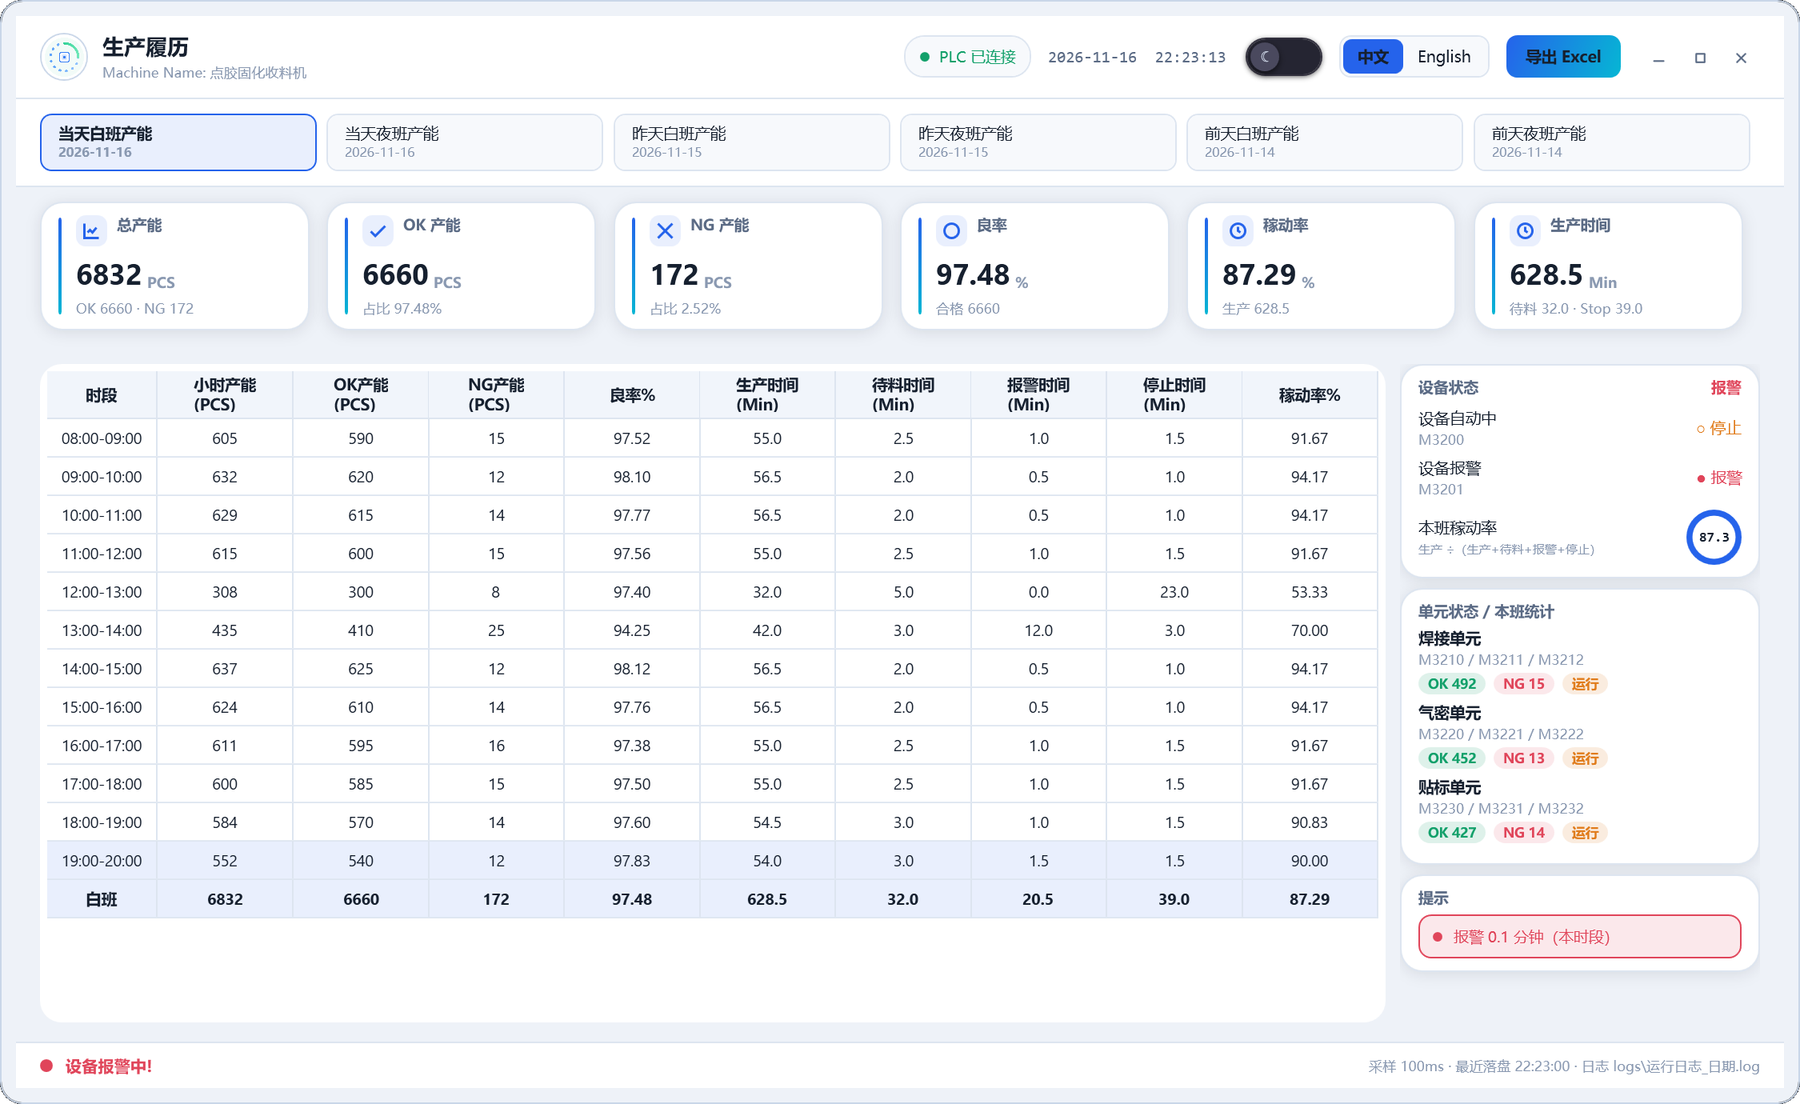 生产履历
Machine Name: 点胶固化收料机
PLC 已连接
2026-11-16 22:23:13
中文 English
导出 Excel
当天白班产能
2026-11-16
当天夜班产能
2026-11-16
昨天白班产能
2026-11-15
昨天夜班产能
2026-11-15
前天白班产能
2026-11-14
前天夜班产能
2026-11-14
总产能
6832 PCS
OK 6660 · NG 172
OK 产能
6660 PCS
占比 97.48%
NG 产能
172 PCS
占比 2.52%
良率
97.48 %
合格 6660
稼动率
87.29 %
生产 628.5
生产时间
628.5 Min
待料 32.0 · Stop 39.0
时段 小时产能(PCS) OK产能(PCS) NG产能(PCS) 良率% 生产时间(Min) 待料时间(Min) 报警时间(Min) 停止时间(Min) 稼动率%
08:00-09:00 605 590 15 97.52 55.0 2.5 1.0 1.5 91.67
09:00-10:00 632 620 12 98.10 56.5 2.0 0.5 1.0 94.17
10:00-11:00 629 615 14 97.77 56.5 2.0 0.5 1.0 94.17
11:00-12:00 615 600 15 97.56 55.0 2.5 1.0 1.5 91.67
12:00-13:00 308 300 8 97.40 32.0 5.0 0.0 23.0 53.33
13:00-14:00 435 410 25 94.25 42.0 3.0 12.0 3.0 70.00
14:00-15:00 637 625 12 98.12 56.5 2.0 0.5 1.0 94.17
15:00-16:00 624 610 14 97.76 56.5 2.0 0.5 1.0 94.17
16:00-17:00 611 595 16 97.38 55.0 2.5 1.0 1.5 91.67
17:00-18:00 600 585 15 97.50 55.0 2.5 1.0 1.5 91.67
18:00-19:00 584 570 14 97.60 54.5 3.0 1.0 1.5 90.83
19:00-20:00 552 540 12 97.83 54.0 3.0 1.5 1.5 90.00
白班 6832 6660 172 97.48 628.5 32.0 20.5 39.0 87.29
设备状态 报警
设备自动中
M3200
停止
设备报警
M3201
报警
本班稼动率
生产 ÷（生产+待料+报警+停止）
87.3
单元状态 / 本班统计
焊接单元
M3210 / M3211 / M3212
OK 492 NG 15 运行
气密单元
M3220 / M3221 / M3222
OK 452 NG 13 运行
贴标单元
M3230 / M3231 / M3232
OK 427 NG 14 运行
提示
报警 0.1 分钟（本时段）
设备报警中!
采样 100ms · 最近落盘 22:23:00 · 日志 logs\运行日志_日期.log